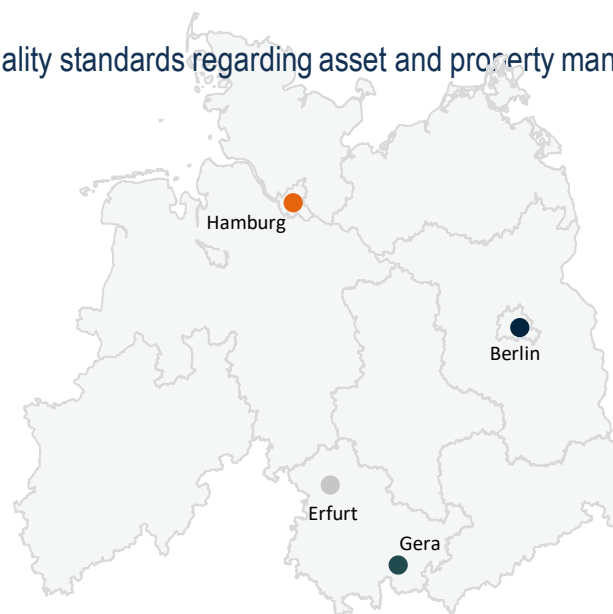 ality standards regarding asset and property man
Hamburg
Berlin
Erfurt
Gera